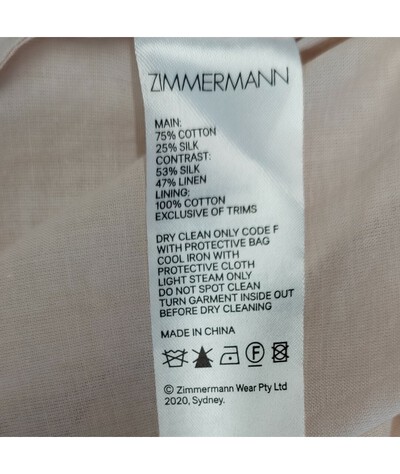 ZIMMERMANN
MAIN:
75% COTTON
25% SILK
CONTRAST:
53% SILK
47% LINEN
LINING:
100% COTTON
EXCLUSIVE OF TRIMS
DRY CLEAN ONLY CODE F
WITH PROTECTIVE BAG
COOL IRON WITH
PROTECTIVE CLOTH
LIGHT STEAM ONLY
DO NOT SPOT CLEAN
TURN GARMENT INSIDE OUT
BEFORE DRY CLEANING
MADE IN CHINA
F
© Zimmermann Wear Pty Ltd
2020, Sydney.